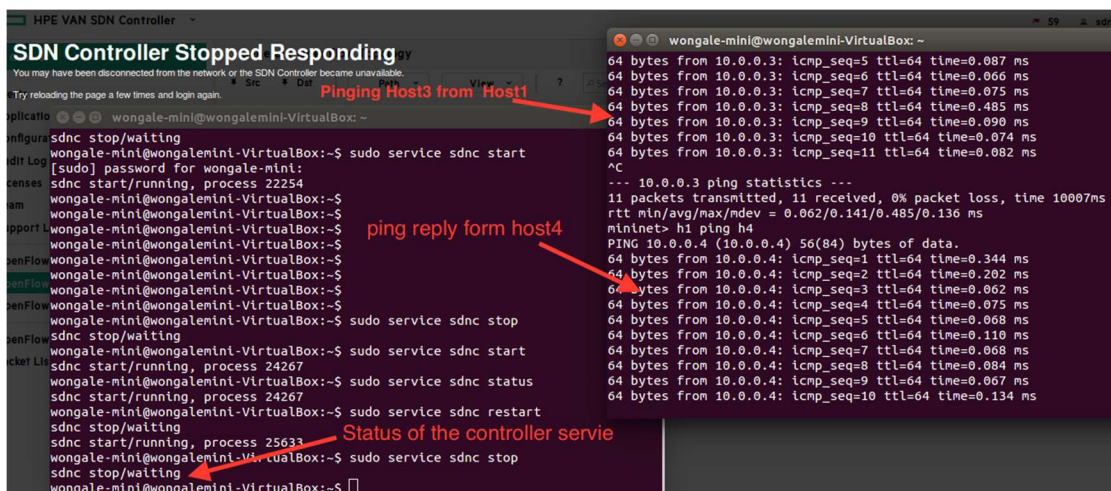 HPE VAN SDN Controller
59
sdn
SDN Controller Stopped Responding
You may have been disconnected from the network or the SDN Controller became unavailable.
Try reloading the page a few times and login again.
Src Dst Path View ?
Pinging Host3 from Host1
wongale-mini@wongalemini-VirtualBox: ~
sdnc stop/waiting
wongale-mini@wongalemini-VirtualBox:~$ sudo service sdnc start
[sudo] password for wongale-mini:
sdnc start/running, process 22254
wongale-mini@wongalemini-VirtualBox:~$
wongale-mini@wongalemini-VirtualBox:~$
wongale-mini@wongalemini-VirtualBox:~$
wongale-mini@wongalemini-VirtualBox:~$
wongale-mini@wongalemini-VirtualBox:~$
wongale-mini@wongalemini-VirtualBox:~$
wongale-mini@wongalemini-VirtualBox:~$
wongale-mini@wongalemini-VirtualBox:~$
wongale-mini@wongalemini-VirtualBox:~$ sudo service sdnc stop
sdnc stop/waiting
wongale-mini@wongalemini-VirtualBox:~$ sudo service sdnc start
sdnc start/running, process 24267
wongale-mini@wongalemini-VirtualBox:~$ sudo service sdnc status
sdnc start/running, process 24267
wongale-mini@wongalemini-VirtualBox:~$ sudo service sdnc restart
sdnc stop/waiting
sdnc start/running, process 25633
wongale-mini@wongalemini-VirtualBox:~$ sudo service sdnc stop
sdnc stop/waiting
wongale-mini@wongalemini-VirtualBox:~$
ping reply form host4
Status of the controller servie
wongale-mini@wongalemini-VirtualBox: ~
64 bytes from 10.0.0.3: icmp_seq=5 ttl=64 time=0.087 ms
64 bytes from 10.0.0.3: icmp_seq=6 ttl=64 time=0.066 ms
64 bytes from 10.0.0.3: icmp_seq=7 ttl=64 time=0.075 ms
64 bytes from 10.0.0.3: icmp_seq=8 ttl=64 time=0.485 ms
64 bytes from 10.0.0.3: icmp_seq=9 ttl=64 time=0.090 ms
64 bytes from 10.0.0.3: icmp_seq=10 ttl=64 time=0.074 ms
64 bytes from 10.0.0.3: icmp_seq=11 ttl=64 time=0.082 ms
^C
--- 10.0.0.3 ping statistics ---
11 packets transmitted, 11 received, 0% packet loss, time 10007ms
rtt min/avg/max/mdev = 0.062/0.141/0.485/0.136 ms
mininet> h1 ping h4
PING 10.0.0.4 (10.0.0.4) 56(84) bytes of data.
64 bytes from 10.0.0.4: icmp_seq=1 ttl=64 time=0.344 ms
64 bytes from 10.0.0.4: icmp_seq=2 ttl=64 time=0.202 ms
64 bytes from 10.0.0.4: icmp_seq=3 ttl=64 time=0.062 ms
64 bytes from 10.0.0.4: icmp_seq=4 ttl=64 time=0.075 ms
64 bytes from 10.0.0.4: icmp_seq=5 ttl=64 time=0.068 ms
64 bytes from 10.0.0.4: icmp_seq=6 ttl=64 time=0.110 ms
64 bytes from 10.0.0.4: icmp_seq=7 ttl=64 time=0.068 ms
64 bytes from 10.0.0.4: icmp_seq=8 ttl=64 time=0.084 ms
64 bytes from 10.0.0.4: icmp_seq=9 ttl=64 time=0.067 ms
64 bytes from 10.0.0.4: icmp_seq=10 ttl=64 time=0.134 ms